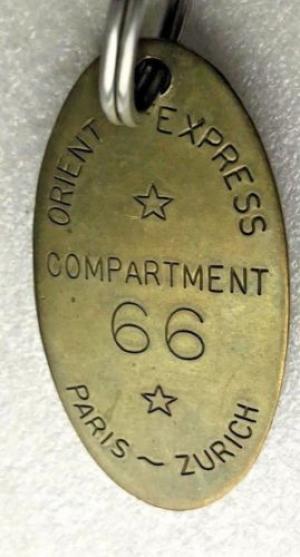 ORIENT EXPRESS
COMPARTMENT
66
PARIS ~ ZURICH